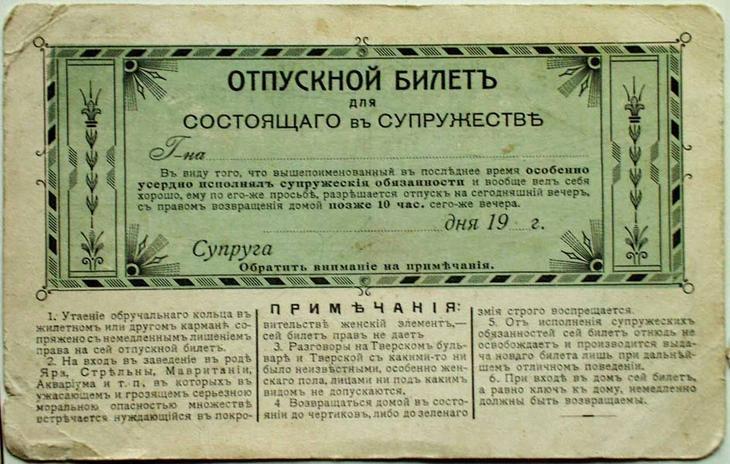 ОТПУСКНОЙ БИЛЕТЪ
ДЛЯ
СОСТОЯЩАГО въ СУПРУЖЕСТВѢ
Г-на
Въ виду того, что вышепоименованный въ послѣднее время особенно
усердно исполнялъ супружескія обязанности и вообще велъ себя
хорошо, ему по его-же просьбѣ, разрѣшается отпускъ на сегодняшній вечеръ,
съ правомъ возвращенія домой позже 10 час. сего-же вечера.
дня 19 г.
Супруга
Обратить вниманіе на примѣчанія.
ПРИМѢЧАНІЯ:
1. Утаеніе обручальнаго кольца въ
жилетномъ или другомъ карманѣ со-
пряжено съ немедленнымъ лишеніемъ
права на сей отпускной билетъ.
2. На входъ въ заведеніе въ родѣ
Яра, Стрѣльны, Мавританіи,
Акваріума и т. п., въ которыхъ въ
ужасающемъ и грозящемъ серьезною
моральною опасностью множествѣ
встрѣчается нуждающійся въ покро-
вительствѣ женскій элементъ,—
сей билетъ правъ не даетъ.
3. Разговоры на Тверскомъ буль-
варѣ и Тверской съ какими-то ни
было неизвѣстными, особенно жен-
скаго пола, лицами ни подъ какимъ
видомъ не допускаются.
4 Возвращаться домой въ состо-
яніи до чертиковъ, либо до зеленаго
змія строго воспрещается.
5. Отъ исполненія супружескихъ
обязанностей сей билетъ отнюдь не
освобождаетъ и производится выда-
ча новаго билета лишь при дальнѣй-
шемъ отличномъ поведеніи.
6. При входѣ въ домъ сей билетъ,
а равно ключъ къ дому, немедленно
должны быть возвращаемы.